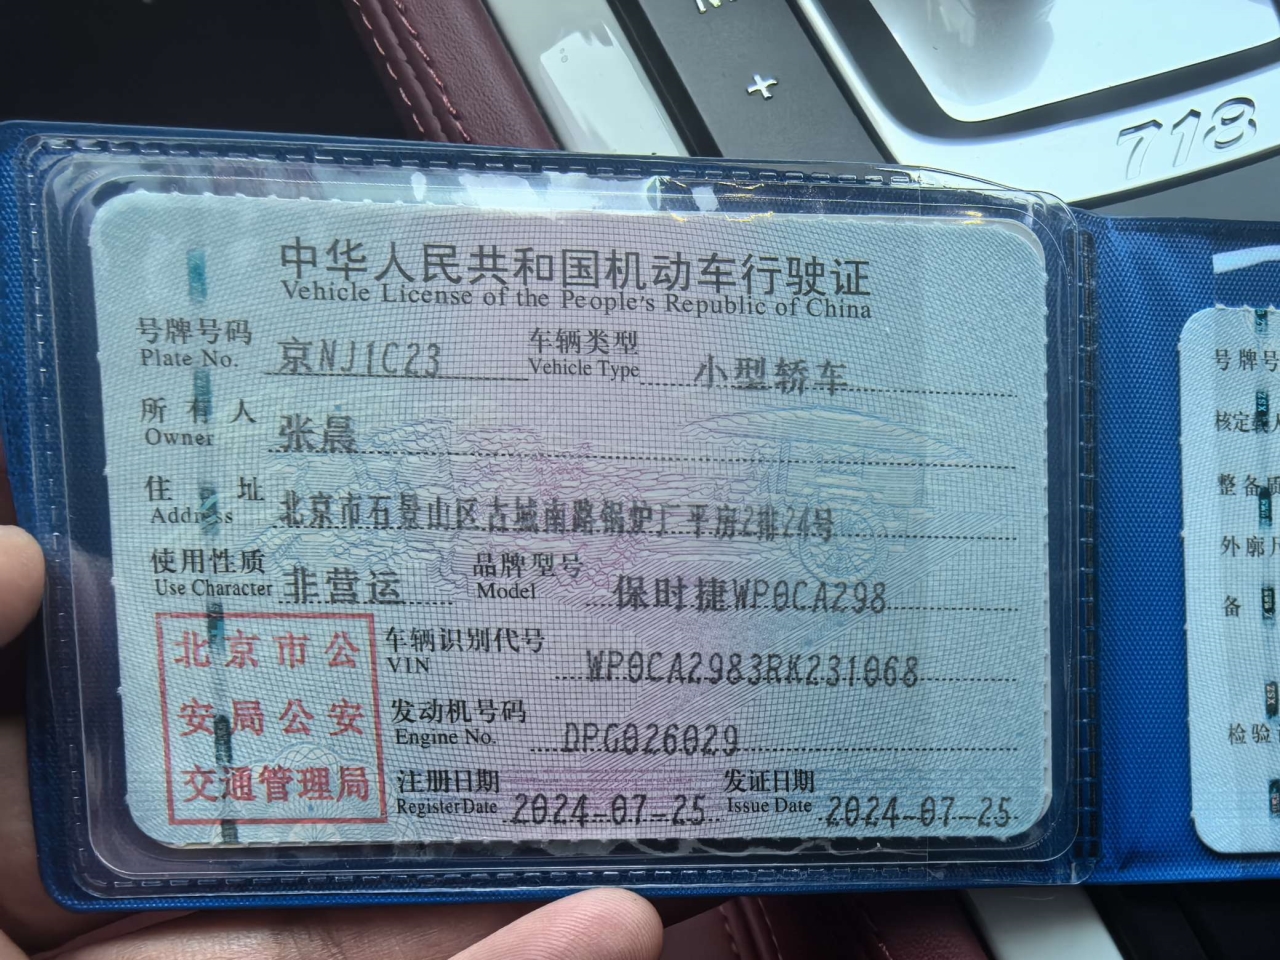 718
中华人民共和国机动车行驶证
Vehicle License of the People's Republic of China
号牌号码 京NJ1C23 车辆类型 小型轿车
Plate No. Vehicle Type
所有人 张晨
Owner
住址 北京市石景山区古城南路锅炉厂平房2排24号
Address
使用性质 非营运 品牌型号 保时捷WP0CA298
Use Character Model
北京市公
安局公安
交通管理局
车辆识别代号 WP0CA2983RK231068
VIN
发动机号码 DPG026029
Engine No.
注册日期 2024-07-25 发证日期 2024-07-25
Register Date Issue Date
号牌号
核定载人
整备质
外廓尺
备
检验